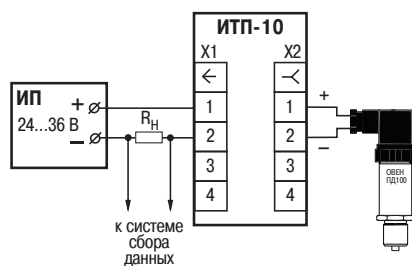 ИТП-10
X1
X2
ИП
24...36 В
+
–
RН
1
2
3
4
1
2
3
4
+
–
ОВЕН
ПД100
к системе
сбора
данных